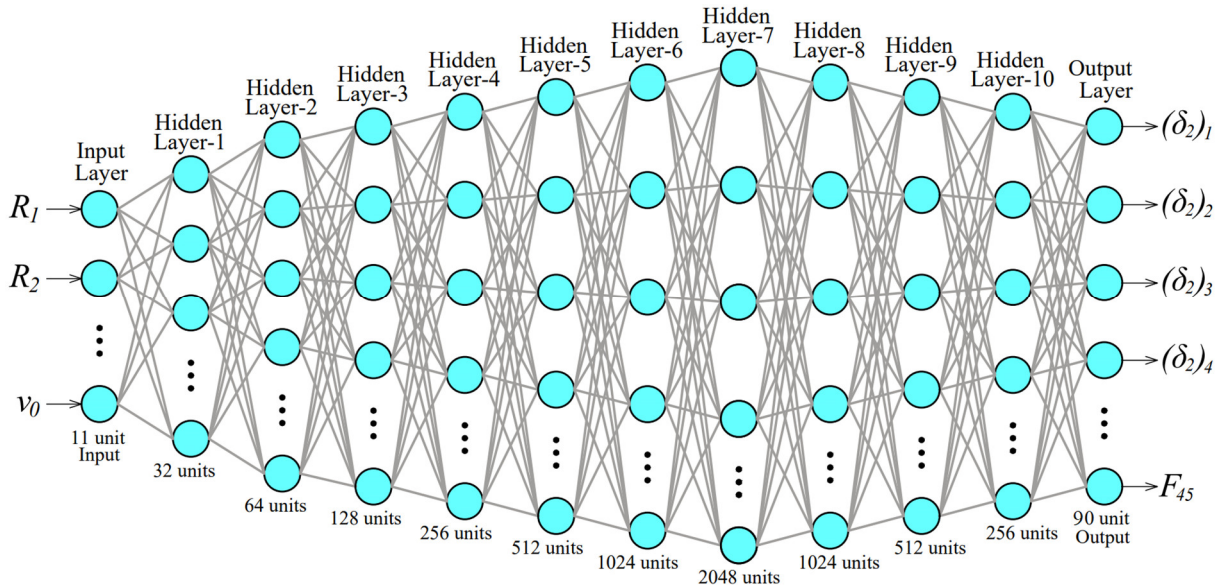 Input
Layer
Hidden
Layer-1
Hidden
Layer-2
Hidden
Layer-3
Hidden
Layer-4
Hidden
Layer-5
Hidden
Layer-6
Hidden
Layer-7
Hidden
Layer-8
Hidden
Layer-9
Hidden
Layer-10
Output
Layer
R₁
R₂
v₀
(δ₂)₁
(δ₂)₂
(δ₂)₃
(δ₂)₄
F₄₅
11 unit
Input
32 units
64 units
128 units
256 units
512 units
1024 units
2048 units
1024 units
512 units
256 units
90 unit
Output